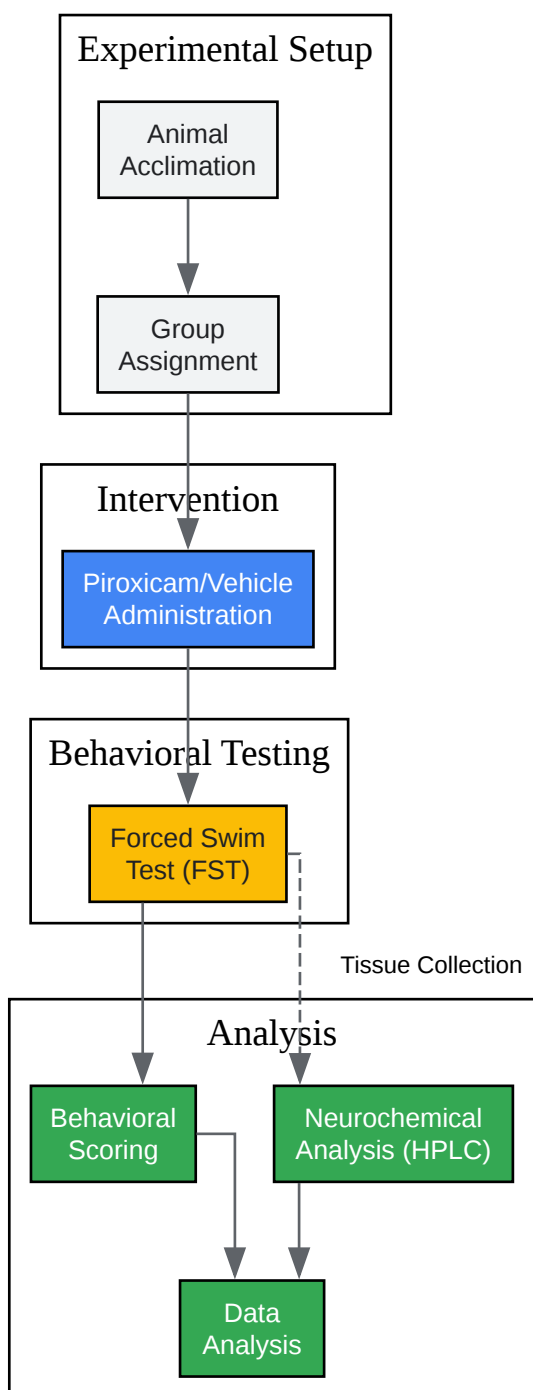 Experimental Setup
Animal
Acclimation
Group
Assignment
Intervention
Piroxicam/Vehicle
Administration
Behavioral Testing
Forced Swim
Test (FST)
Tissue Collection
Analysis
Behavioral
Scoring
Neurochemical
Analysis (HPLC)
Data
Analysis